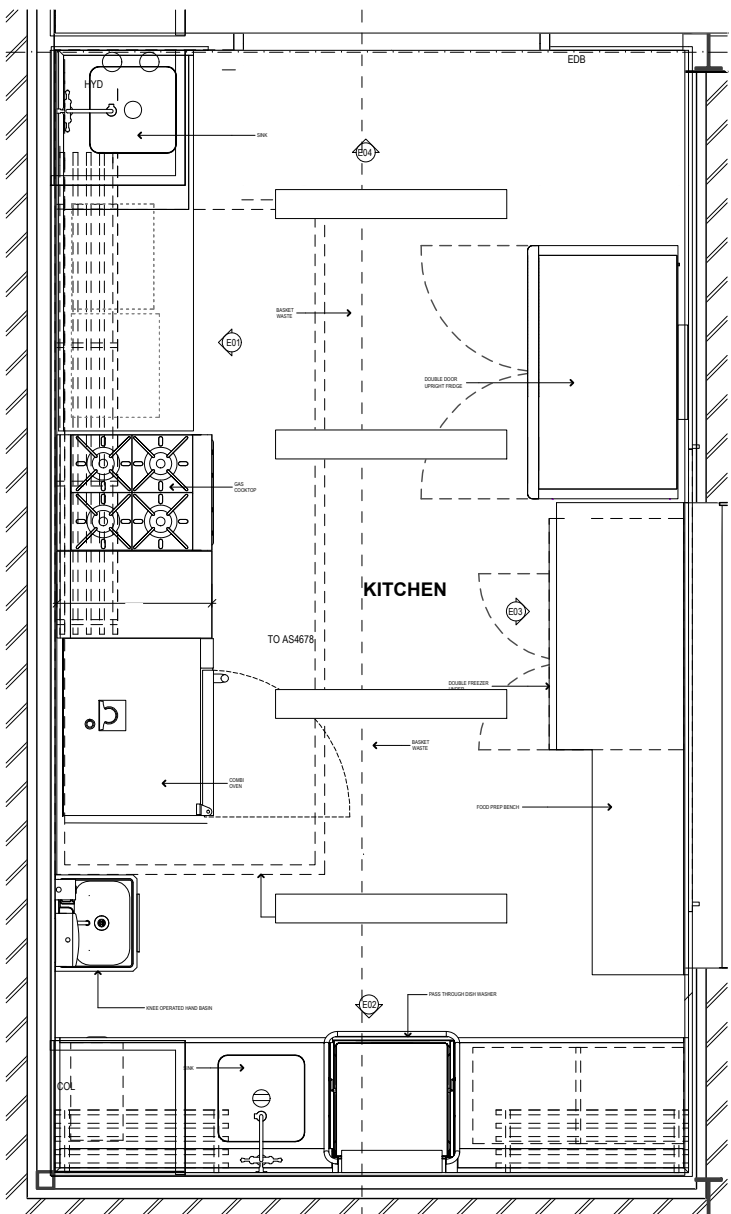 EDB
HYD
SINK
E04
BASKET
WASTE
E01
DOUBLE DOOR
UPRIGHT FRIDGE
GAS
COOKTOP
KITCHEN
E03
TO AS4678
DOUBLE FREEZER
UNDER
BASKET
WASTE
COMBI
OVEN
FOOD PREP BENCH
PASS THROUGH DISH WASHER
E02
KNEE OPERATED HAND BASIN
SINK
COL